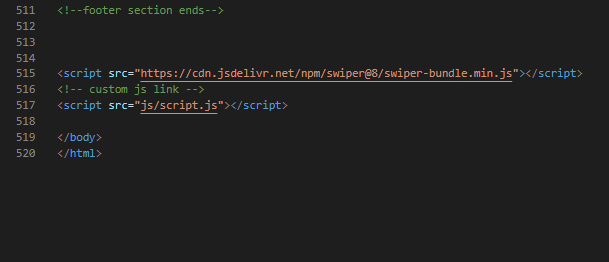 511 <!--footer section ends-->
512
513
514
515 <script src="https://cdn.jsdelivr.net/npm/swiper@8/swiper-bundle.min.js"></script>
516 <!-- custom js link -->
517 <script src="js/script.js"></script>
518
519 </body>
520 </html>